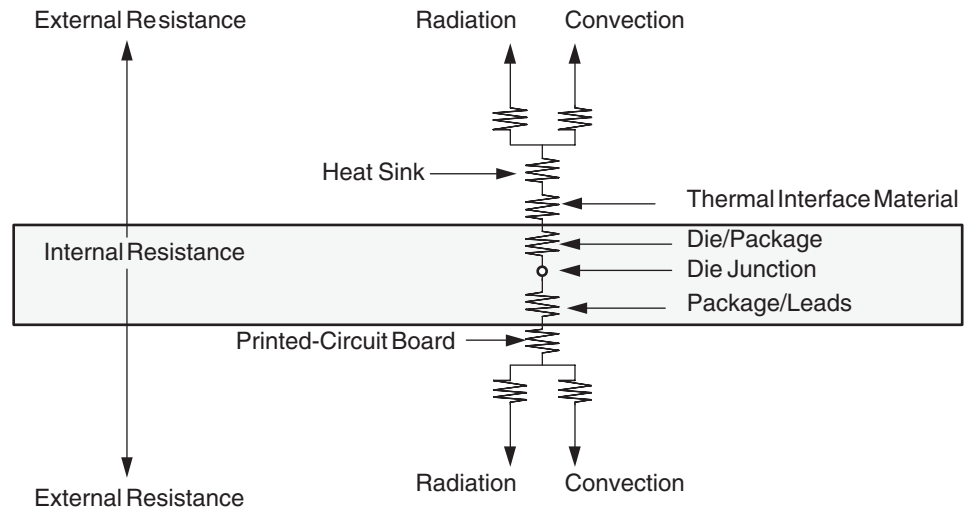 External Resistance
Radiation
Convection
Heat Sink
Thermal Interface Material
Die/Package
Internal Resistance
Die Junction
Package/Leads
Printed-Circuit Board
Radiation
Convection
External Resistance